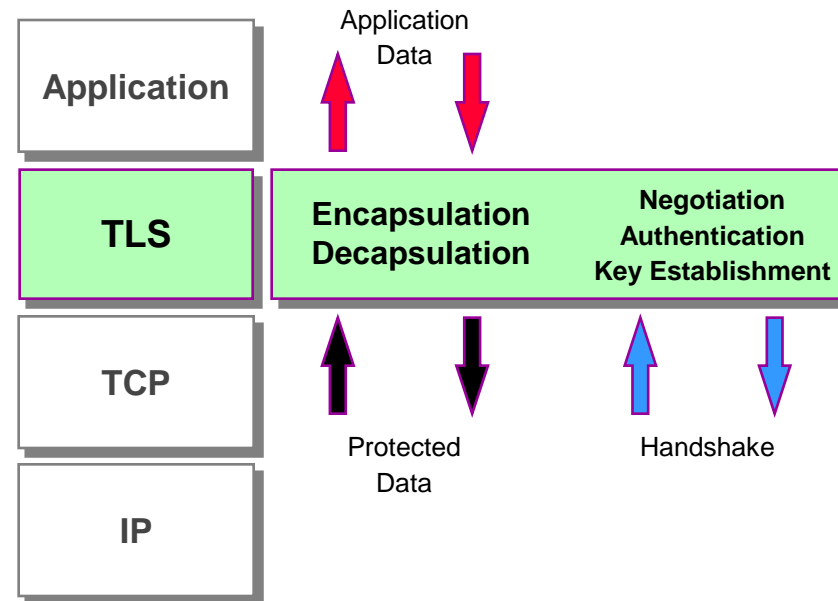 Application
Data
Application
TLS
Encapsulation
Decapsulation
Negotiation
Authentication
Key Establishment
TCP
Protected
Data
Handshake
IP